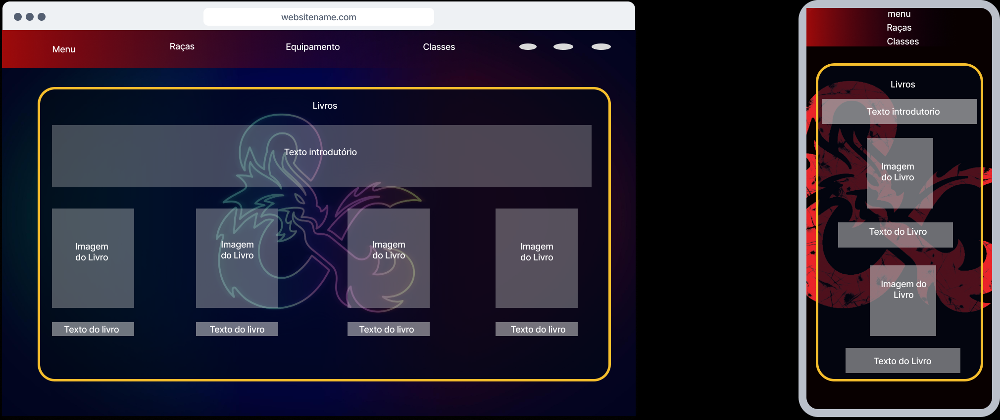 websitename.com
Menu
Raças
Equipamento
Classes
Livros
Texto introdutório
Imagem
do Livro
Imagem
do Livro
Imagem
do Livro
Imagem
do Livro
Texto do livro
Texto do livro
Texto do livro
Texto do livro
menu
Raças
Classes
Livros
Texto introdutorio
Imagem
do Livro
Texto do Livro
Imagem do
Livro
Texto do Livro